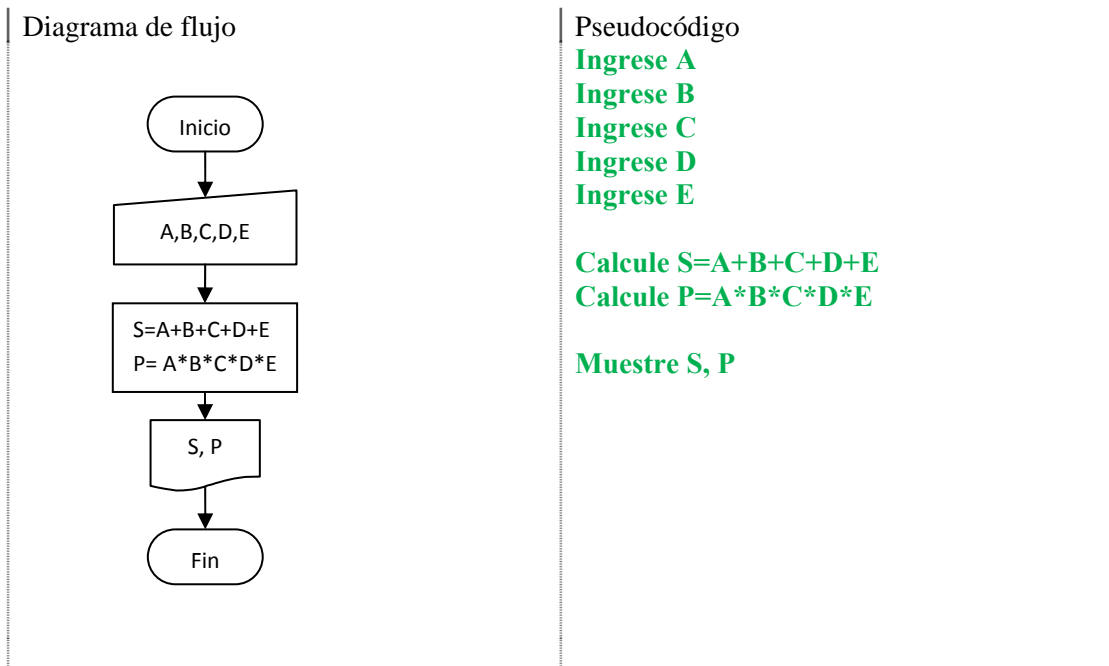 Diagrama de flujo
Inicio
A,B,C,D,E
S=A+B+C+D+E
P= A*B*C*D*E
S, P
Fin
Pseudocódigo
Ingrese A
Ingrese B
Ingrese C
Ingrese D
Ingrese E
Calcule S=A+B+C+D+E
Calcule P=A*B*C*D*E
Muestre S, P